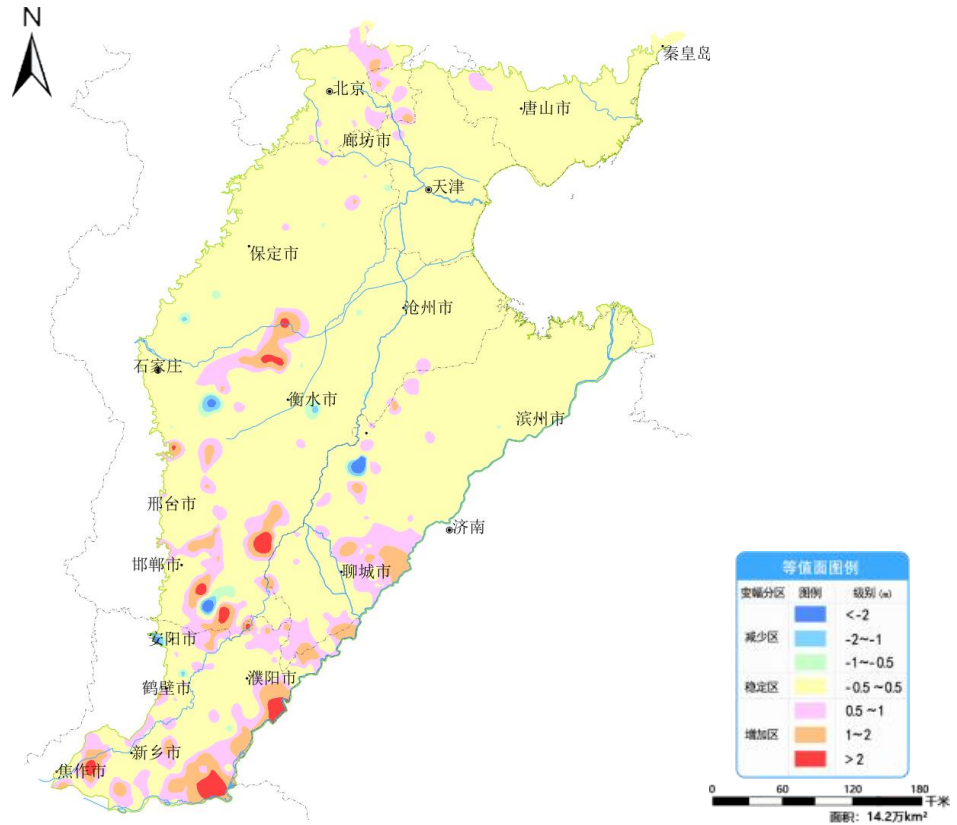 N
秦皇岛
北京
唐山市
廊坊市
天津
保定市
沧州市
石家庄
衡水市
滨州市
邢台市
济南
邯郸市
聊城市
安阳市
濮阳市
鹤壁市
新乡市
焦作市
等值面图例
变幅分区 图例 级别 (m)
减少区
<-2
-2~-1
-1~-0.5
稳定区
-0.5~0.5
增加区
0.5~1
1~2
>2
0 60 120 180
千米
面积：14.2万km²